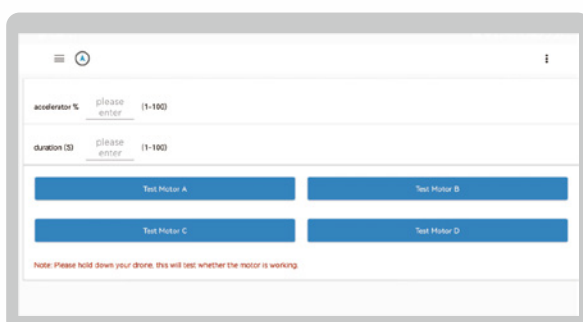 A
accelerator % please enter (1-100)
duration (S) please enter (1-100)
Test Motor A Test Motor B
Test Motor C Test Motor D
Note: Please hold down your drone, this will test whether the motor is working.